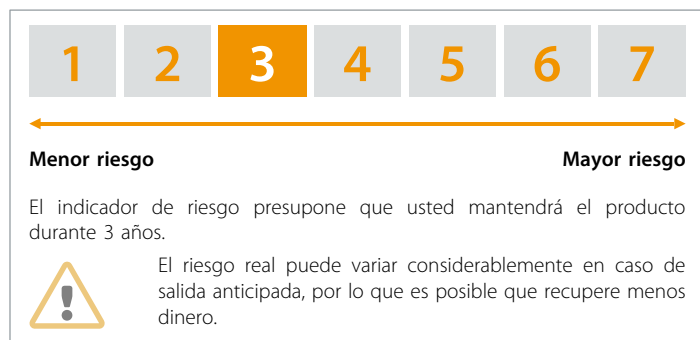 1 2 3 4 5 6 7
Menor riesgo Mayor riesgo
El indicador de riesgo presupone que usted mantendrá el producto
durante 3 años.
El riesgo real puede variar considerablemente en caso de
salida anticipada, por lo que es posible que recupere menos
dinero.